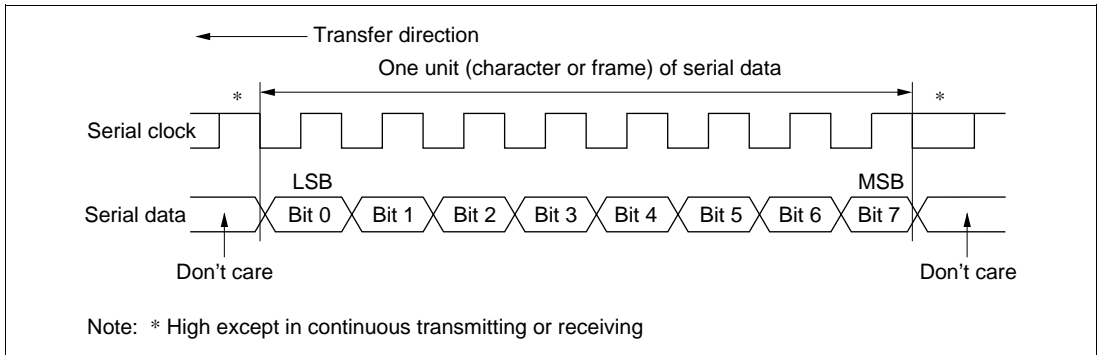 Transfer direction
One unit (character or frame) of serial data
* *
Serial clock
LSB MSB
Serial data Bit 0 Bit 1 Bit 2 Bit 3 Bit 4 Bit 5 Bit 6 Bit 7
Don't care Don't care
Note: * High except in continuous transmitting or receiving